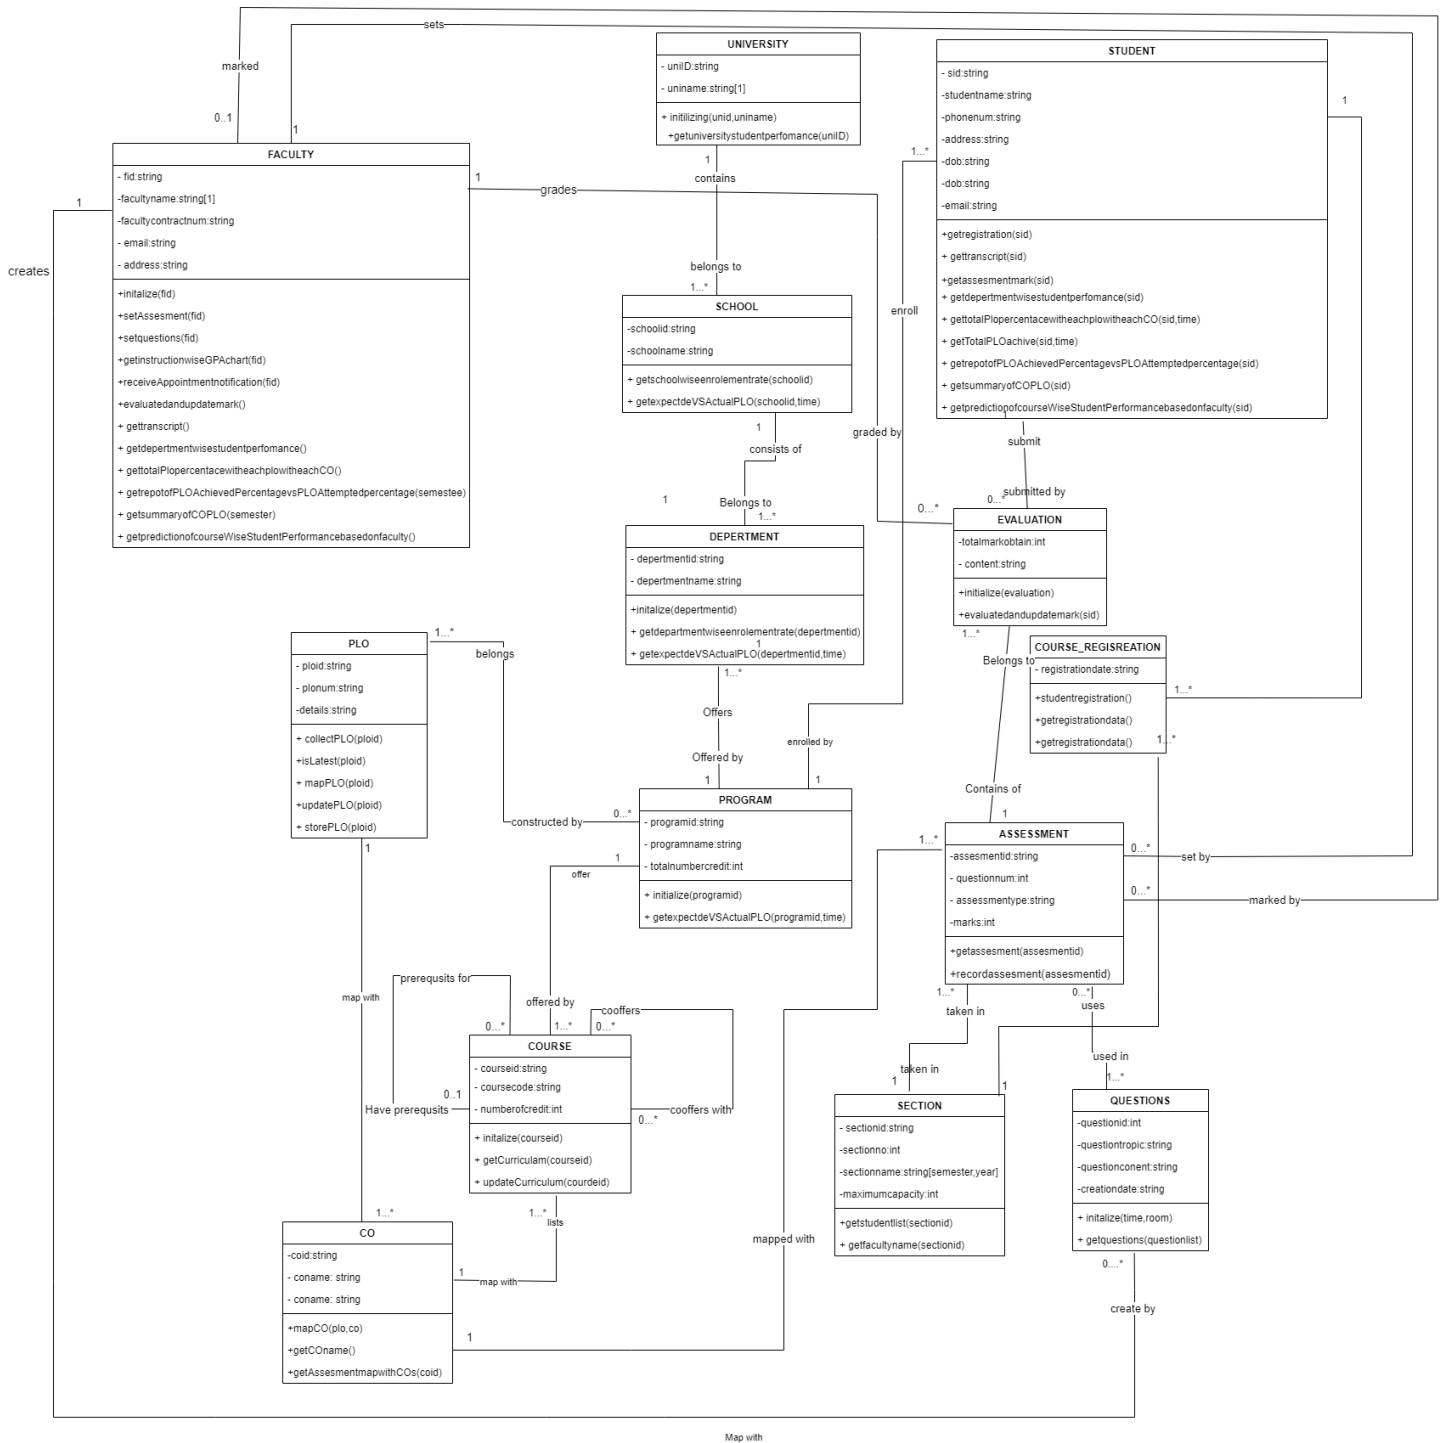 sets
marked
0..1
1
UNIVERSITY
- uniID:string
- uniname:string[1]
+ initilizing(unid,uniname)
+getuniversitystudentperfomance(uniID)
1
contains
belongs to
1...*
STUDENT
- sid:string
-studentname:string
-phonenum:string
-address:string
-dob:string
-dob:string
-email:string
+getregistration(sid)
+ gettranscript(sid)
+getassesmentmark(sid)
+ getdepertmentwisestudentperfomance(sid)
+ gettotalPlopercentacewitheachplowitheachCO(sid,time)
+ getTotalPLOachive(sid,time)
+ getrepotofPLOAchievedPercentagevsPLOAttemptedpercentage(sid)
+ getsummaryofCOPLO(sid)
+ getpredictionofcourseWiseStudentPerformancebasedonfaculty(sid)
1
1...*
enroll
FACULTY
- fid:string
-facultyname:string[1]
-facultycontractnum:string
- email:string
- address:string
+initalize(fid)
+setAssesment(fid)
+setquestions(fid)
+getinstructionwiseGPAchart(fid)
+receiveAppointmentnotification(fid)
+evaluatedandupdatemark()
+ gettranscript()
+ getdepertmentwisestudentperfomance()
+ gettotalPlopercentacewitheachplowitheachCO()
+ getrepotofPLOAchievedPercentagevsPLOAttemptedpercentage(semestee)
+ getsummaryofCOPLO(semester)
+ getpredictionofcourseWiseStudentPerformancebasedonfaculty()
1
grades
1
creates
SCHOOL
-schoolid:string
-schoolname:string
+ getschoolwiseenrolementrate(schoolid)
+ getexpectdeVSActualPLO(schoolid,time)
1
consists of
1
Belongs to
1...*
graded by
submit
submitted by
0...*
0...*
DEPERTMENT
- depertmentid:string
- depertmentname:string
+initalize(depertmentid)
+ getdepartmentwiseenrolementrate(depertmentid)
1
+ getexpectdeVSActualPLO(depertmentid,time)
1...*
Offers
Offered by
1
EVALUATION
-totalmarkobtain:int
- content:string
+initialize(evaluation)
+evaluatedandupdatemark(sid)
1...*
Belongs to
Contains of
1
COURSE_REGISREATION
- registrationdate:string
+studentregistration()
+getregistrationdata()
+getregistrationdata()
1...*
1...*
PLO
- ploid:string
- plonum:string
-details:string
+ collectPLO(ploid)
+isLatest(ploid)
+ mapPLO(ploid)
+updatePLO(ploid)
+ storePLO(ploid)
1...*
belongs
constructed by
0...*
1
map with
1...*
enrolled by
1
PROGRAM
- programid:string
- programname:string
- totalnumbercredit:int
+ initialize(programid)
+ getexpectdeVSActualPLO(programid,time)
1
offer
offered by
1...*
ASSESSMENT
-assesmentid:string
- questionnum:int
- assessmentype:string
-marks:int
+getassesment(assesmentid)
+recordassesment(assesmentid)
1...*
0...*
set by
0...*
marked by
1...*
taken in
taken in
1
0...*
uses
used in
1...*
1
prerequsits for
0...*
0..1
Have prerequsits
cooffers
0...*
cooffers with
0...*
COURSE
- courseid:string
- coursecode:string
- numberofcredit:int
+ initalize(courseid)
+ getCurriculam(courseid)
+ updateCurriculum(courdeid)
1...*
lists
1
map with
SECTION
- sectionid:string
-sectionno:int
-sectionname:string[semester,year]
-maximumcapacity:int
+getstudentlist(sectionid)
+ getfacultyname(sectionid)
QUESTIONS
-questionid:int
-questiontropic:string
-questionconent:string
-creationdate:string
+ initalize(time,room)
+ getquestions(questionlist)
0....*
create by
CO
-coid:string
- coname: string
- coname: string
+mapCO(plo,co)
+getCOname()
+getAssesmentmapwithCOs(coid)
1
mapped with
Map with